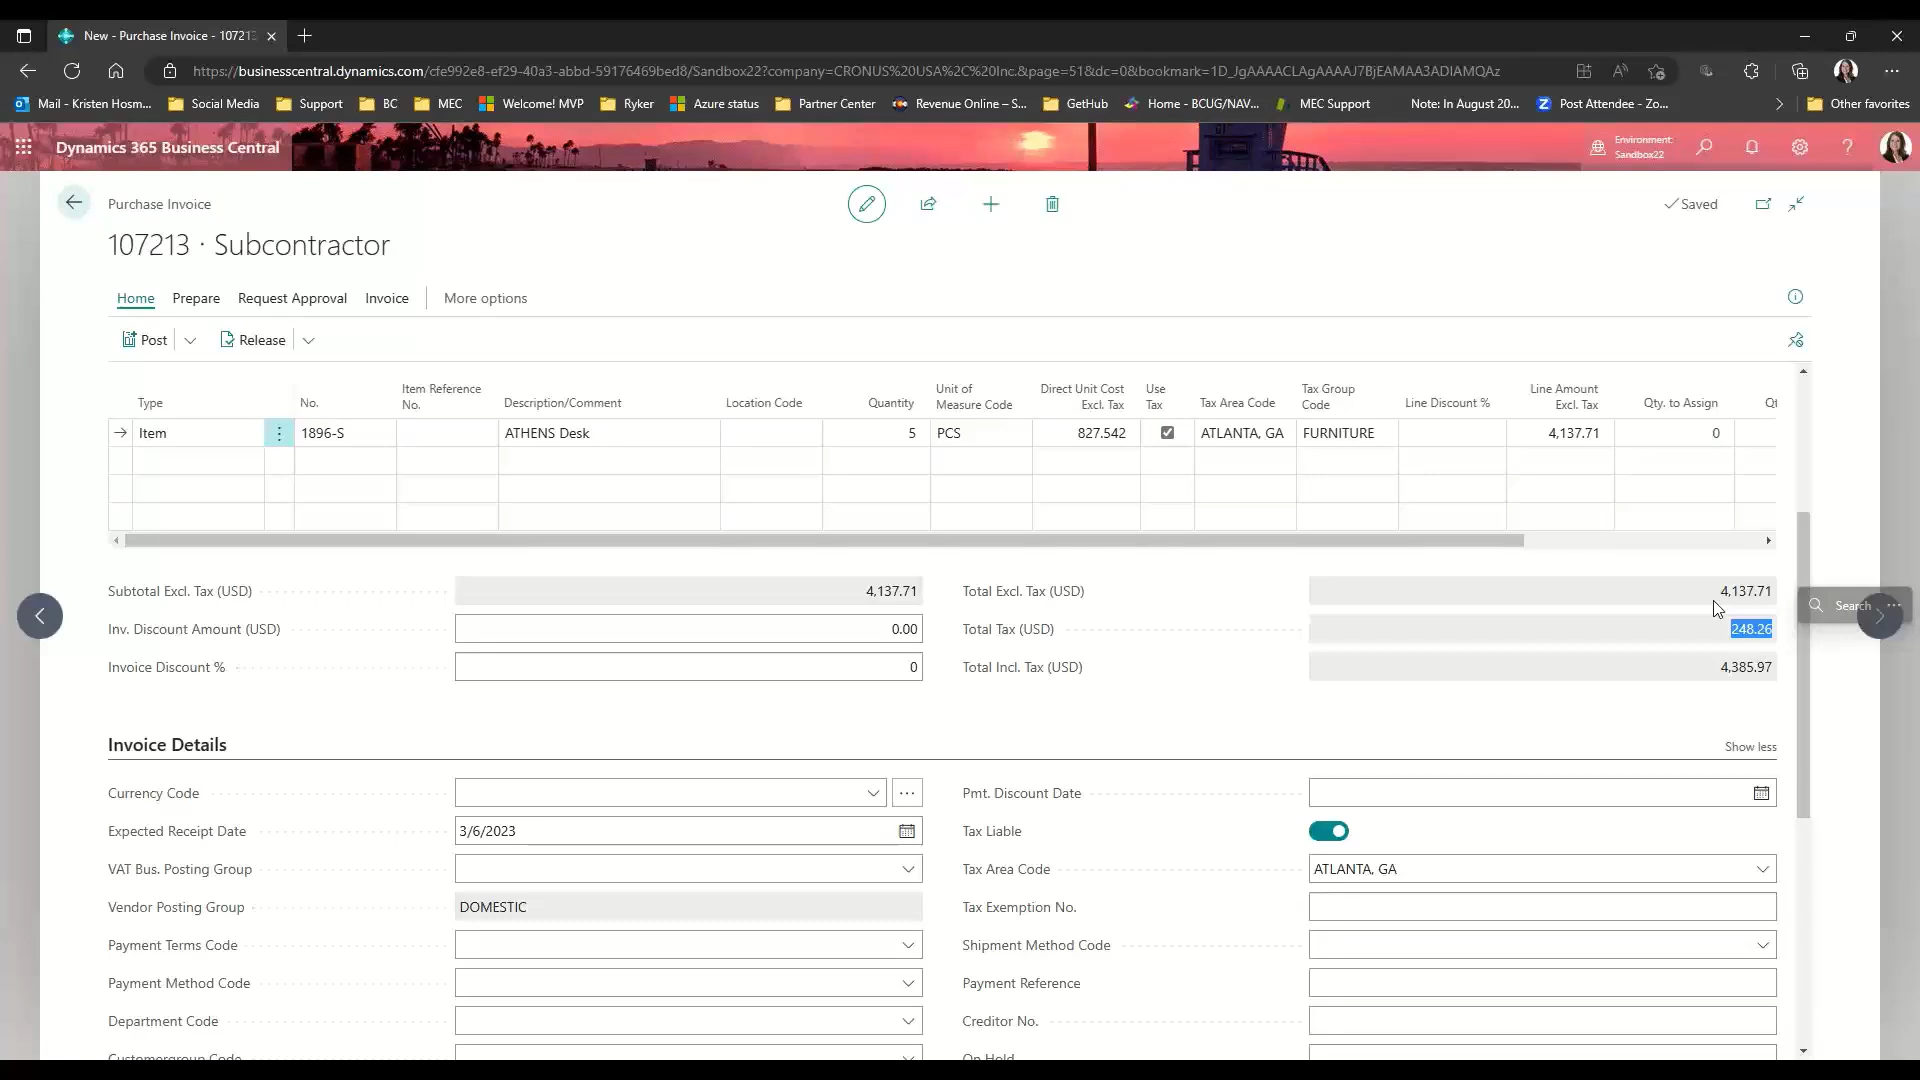 New - Purchase Invoice - 10721
https://businesscentral.dynamics.com/cfe992e8-ef29-40a3-abbd-59176469bed8/Sandbox22?company=CRONUS%20USA%2C%20Inc.&page=51&dc=0&bookmark=1D_JgAAAACLAgAAAAJ7BjEAMAA3ADIAMQAz
Mail - Kristen Hosm... Social Media Support BC MEC Welcome! MVP Ryker Azure status Partner Center Revenue Online – S... GetHub Home - BCUG/NAV... MEC Support Note: In August 20... Post Attendee - Zo... Other favorites
Dynamics 365 Business Central
Environment:
Sandbox22
Purchase Invoice
Saved
107213 · Subcontractor
Home Prepare Request Approval Invoice More options
Post Release
Type No. Item Reference No. Description/Comment Location Code Quantity Unit of Measure Code Direct Unit Cost Excl. Tax Use Tax Tax Area Code Tax Group Code Line Discount % Line Amount Excl. Tax Qty. to Assign
Item 1896-S ATHENS Desk 5 PCS 827.542 ATLANTA, GA FURNITURE 4,137.71 0
Subtotal Excl. Tax (USD) 4,137.71 Total Excl. Tax (USD) 4,137.71
Search
Inv. Discount Amount (USD) 0.00 Total Tax (USD) 248.26
Invoice Discount % 0 Total Incl. Tax (USD) 4,385.97
Invoice Details Show less
Currency Code Pmt. Discount Date
Expected Receipt Date 3/6/2023 Tax Liable
VAT Bus. Posting Group Tax Area Code ATLANTA, GA
Vendor Posting Group DOMESTIC Tax Exemption No.
Payment Terms Code Shipment Method Code
Payment Method Code Payment Reference
Department Code Creditor No.
Customergroup Code On Hold